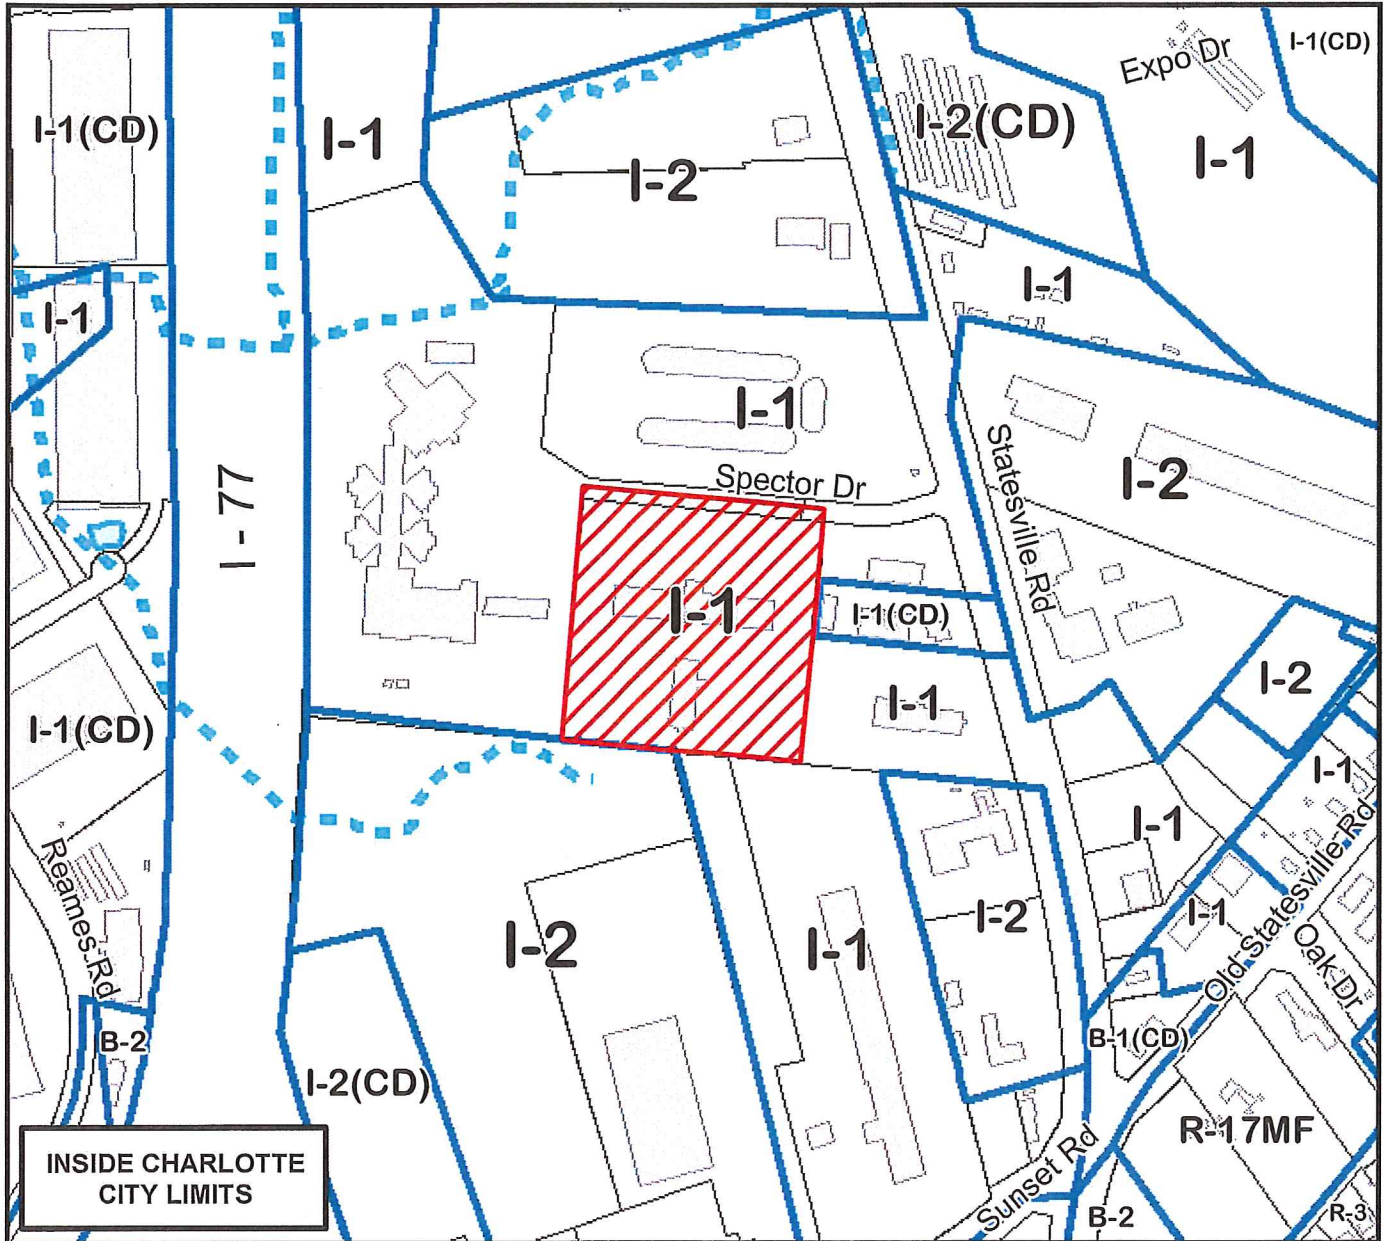 I-1(CD)
Expo Dr
I-1(CD)
I-1
I-2(CD)
I-1
I-2
I-1
I-1
I-1
Statesville Rd
I-2
Spector Dr
I - 77
I-1
I-1(CD)
I-2
I-1(CD)
I-1
I-1
I-1
Reames Rd
I-2
I-1
I-2
I-1
Old Statesville Rd
Oak Dr
B-2
B-1(CD)
I-2(CD)
R-17MF
INSIDE CHARLOTTE
CITY LIMITS
Sunset Rd
B-2
R-3